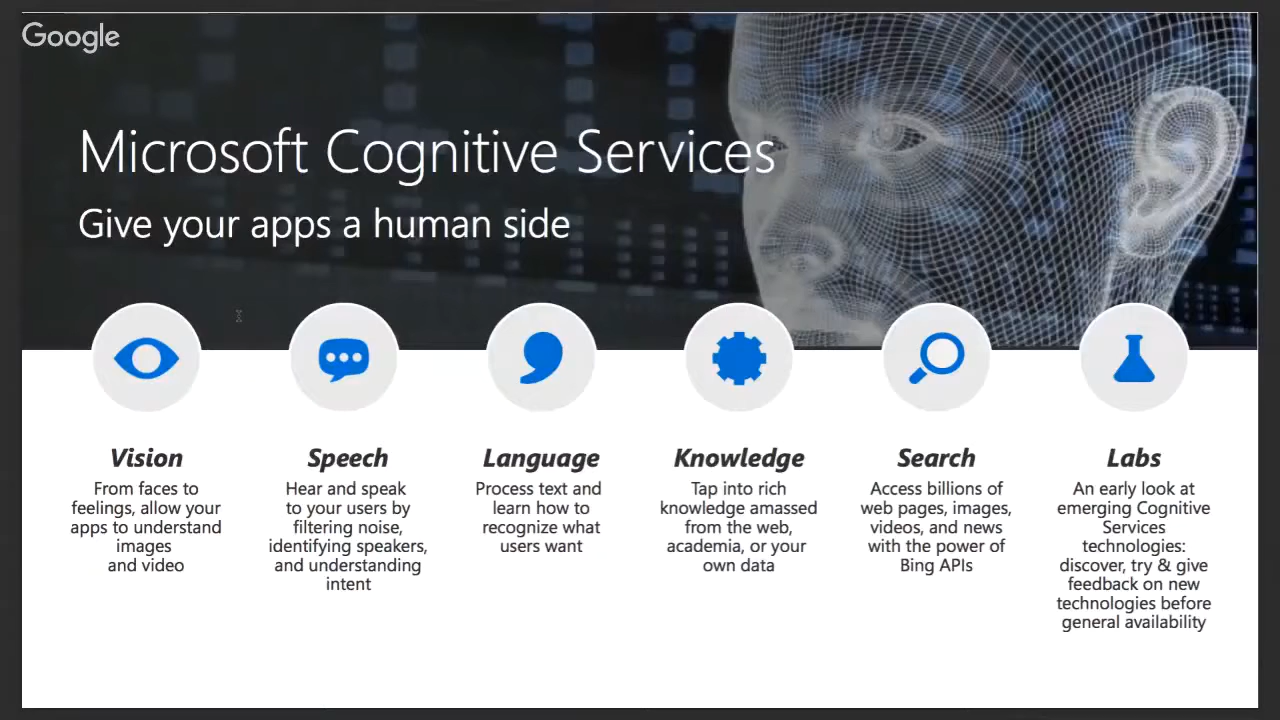 Google
Microsoft Cognitive Services
Give your apps a human side
Vision
From faces to
feelings, allow your
apps to understand
images
and video
Speech
Hear and speak
to your users by
filtering noise,
identifying speakers,
and understanding
intent
Language
Process text and
learn how to
recognize what
users want
Knowledge
Tap into rich
knowledge amassed
from the web,
academia, or your
own data
Search
Access billions of
web pages, images,
videos, and news
with the power of
Bing APIs
Labs
An early look at
emerging Cognitive
Services
technologies:
discover, try & give
feedback on new
technologies before
general availability